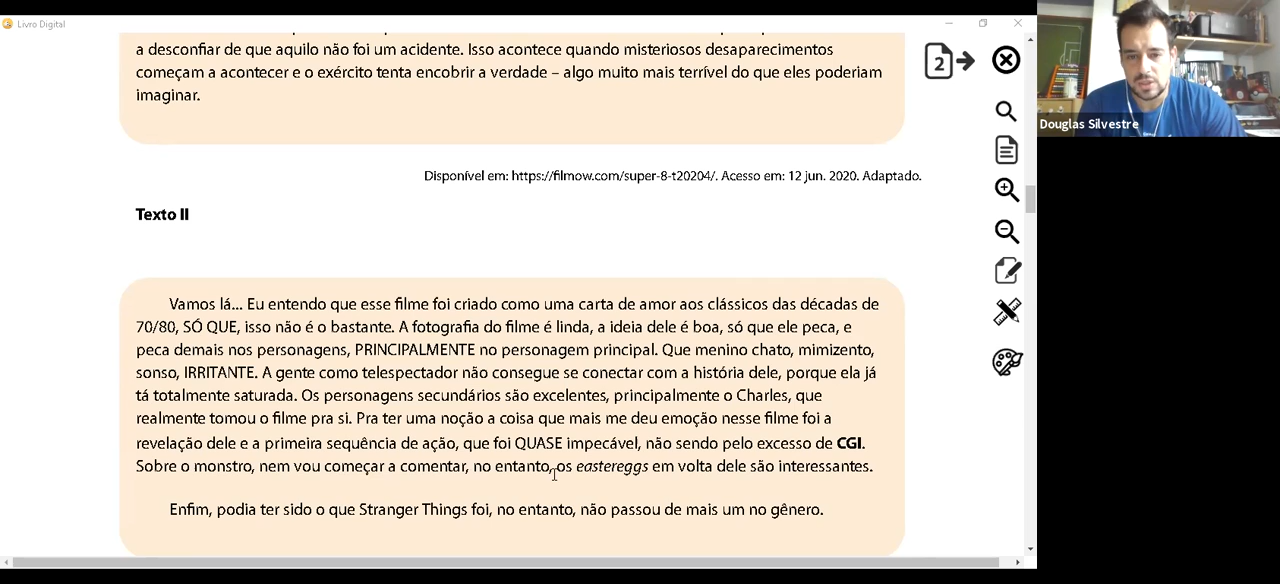 Livro Digital
a desconfiar de que aquilo não foi um acidente. Isso acontece quando misteriosos desaparecimentos
começam a acontecer e o exército tenta encobrir a verdade – algo muito mais terrível do que eles poderiam
imaginar.
2
Douglas Silvestre
Disponível em: https://filmow.com/super-8-t20204/. Acesso em: 12 jun. 2020. Adaptado.
Texto II
Vamos lá... Eu entendo que esse filme foi criado como uma carta de amor aos clássicos das décadas de
70/80, SÓ QUE, isso não é o bastante. A fotografia do filme é linda, a ideia dele é boa, só que ele peca, e
peca demais nos personagens, PRINCIPALMENTE no personagem principal. Que menino chato, mimizento,
sonso, IRRITANTE. A gente como telespectador não consegue se conectar com a história dele, porque ela já
tá totalmente saturada. Os personagens secundários são excelentes, principalmente o Charles, que
realmente tomou o filme pra si. Pra ter uma noção a coisa que mais me deu emoção nesse filme foi a
revelação dele e a primeira sequência de ação, que foi QUASE impecável, não sendo pelo excesso de CGI.
Sobre o monstro, nem vou começar a comentar, no entanto, os eastereggs em volta dele são interessantes.
Enfim, podia ter sido o que Stranger Things foi, no entanto, não passou de mais um no gênero.